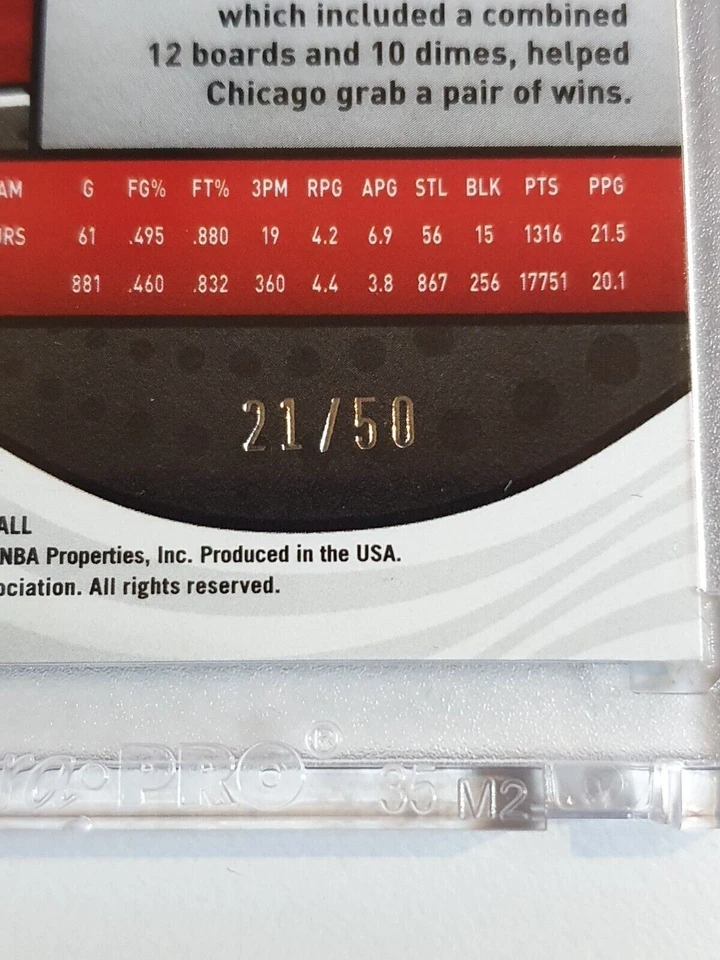 which included a combined
12 boards and 10 dimes, helped
Chicago grab a pair of wins.
AM G FG% FT% 3PM RPG APG STL BLK PTS PPG
URS 61 .495 .880 19 4.2 6.9 56 15 1316 21.5
881 .460 .832 360 4.4 3.8 867 256 17751 20.1
21/50
ALL
NBA Properties, Inc. Produced in the USA.
ociation. All rights reserved.
ra·PRO® 35 M2